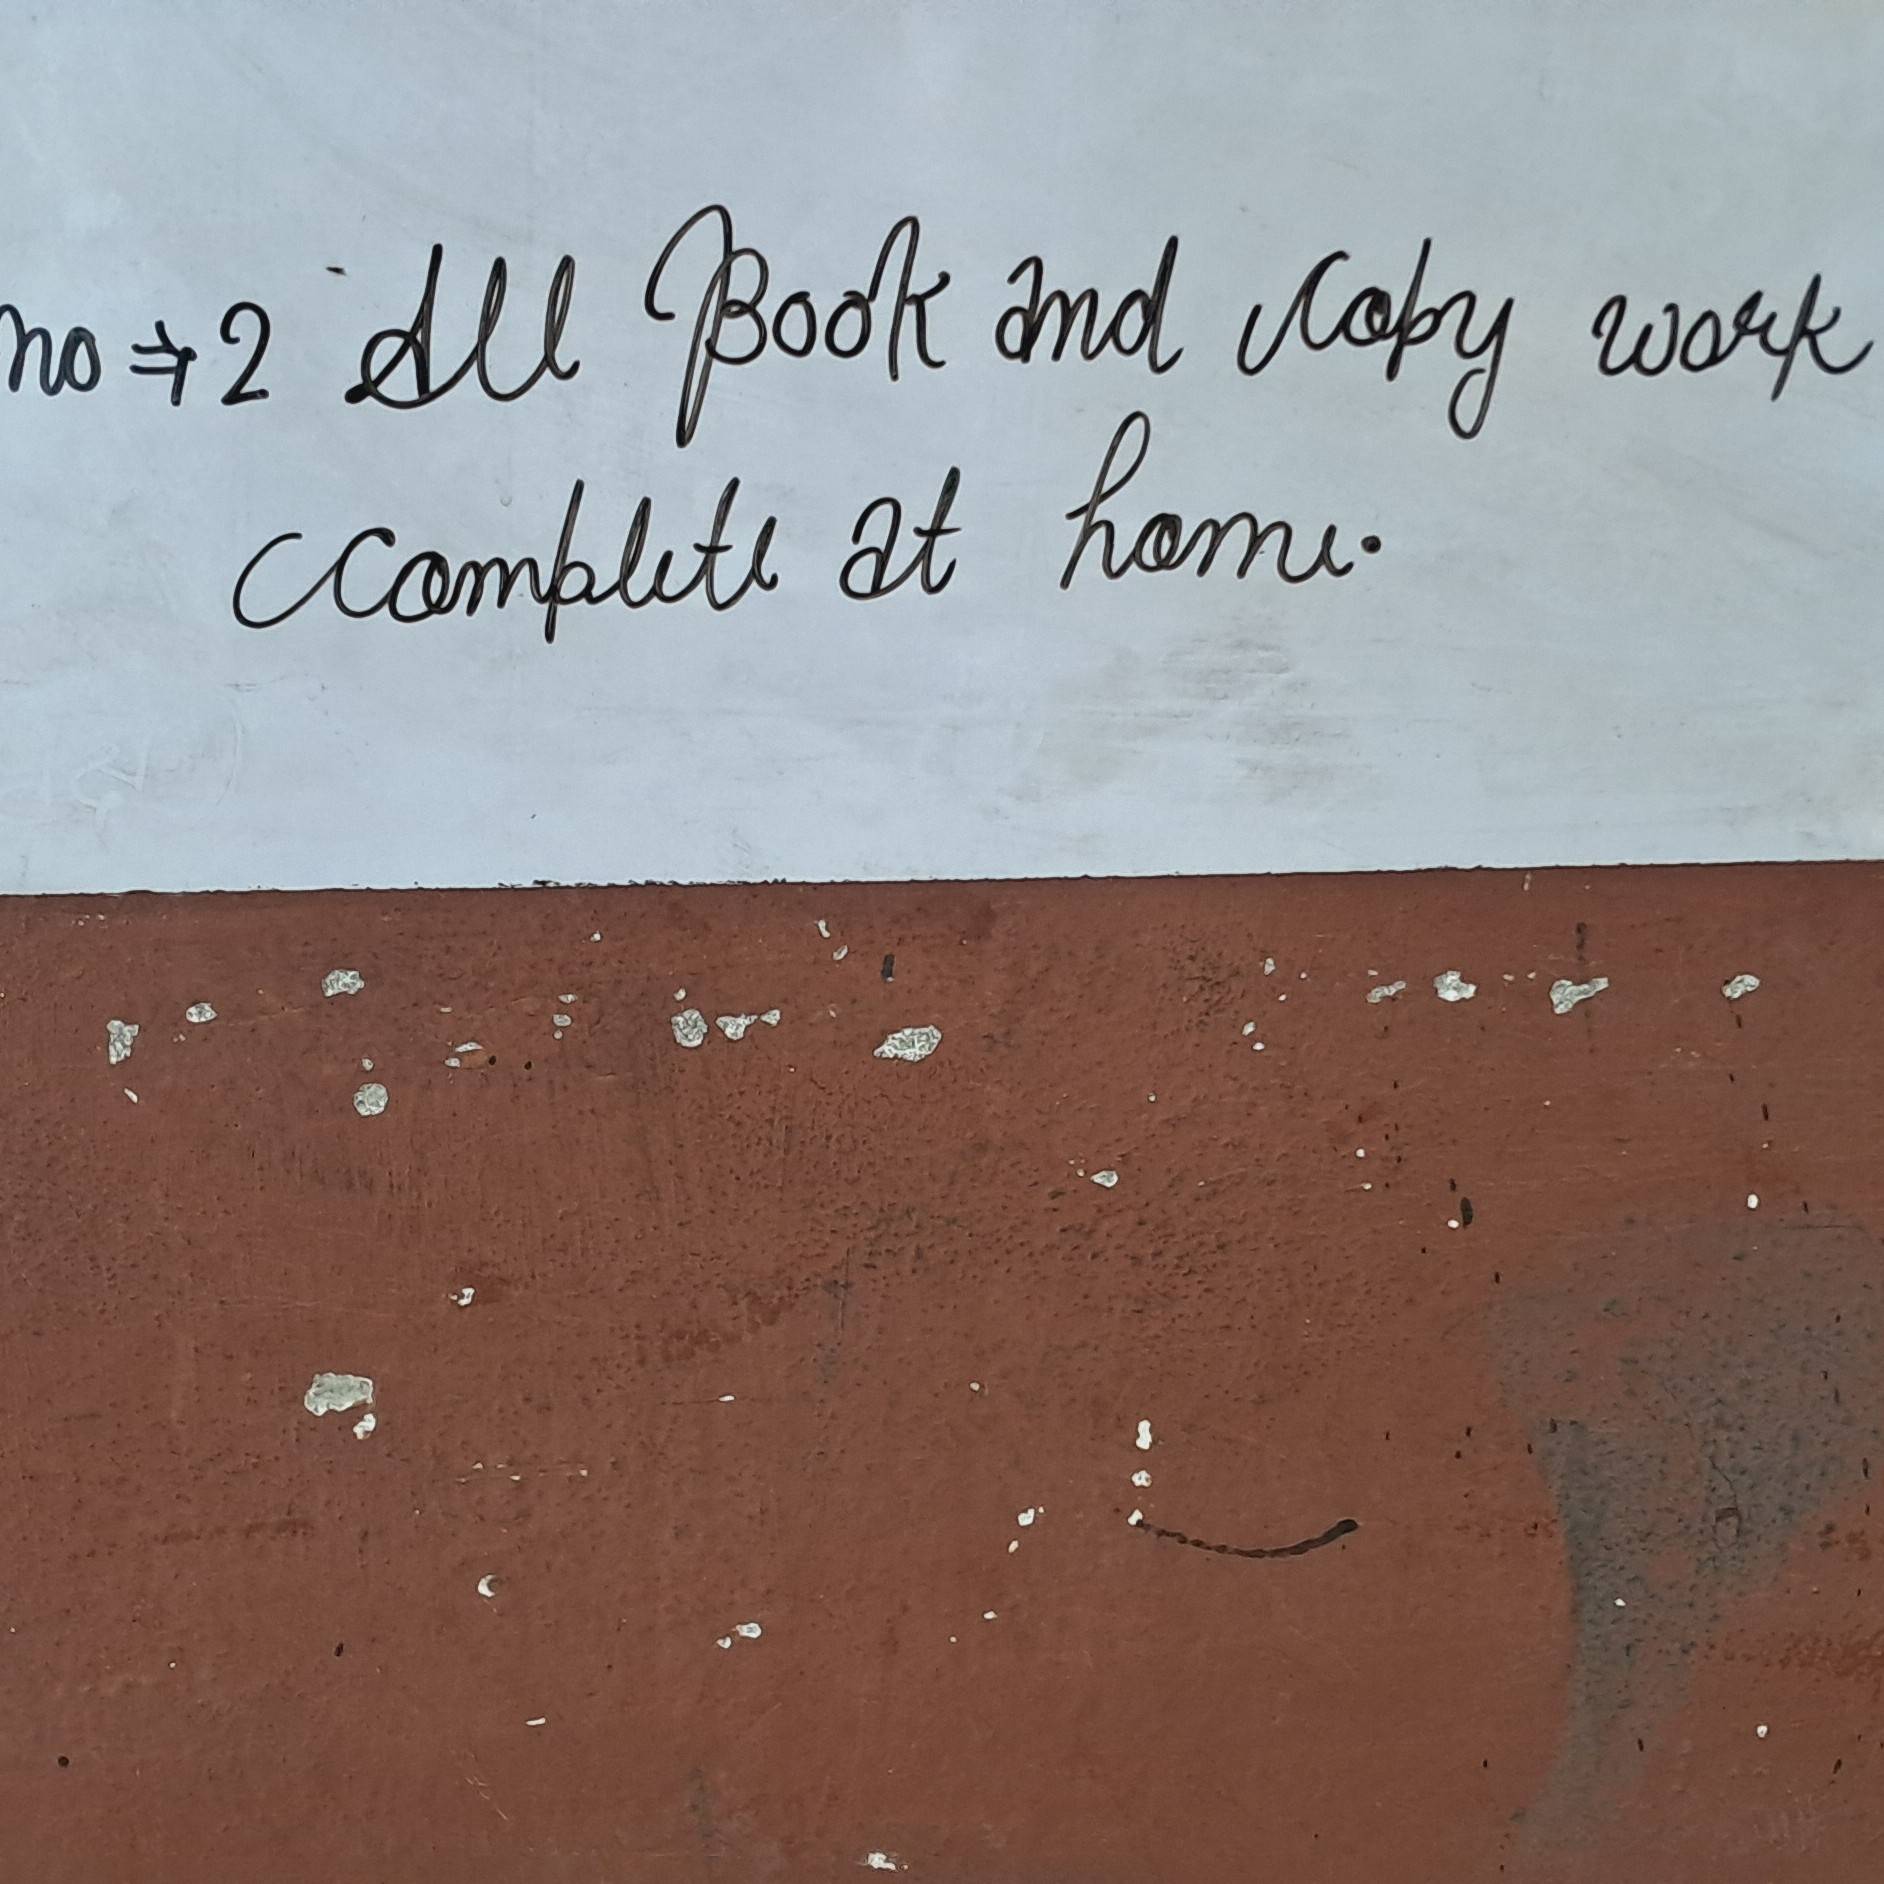 no ⇒ 2 All Book and Copy work
Complete at home.